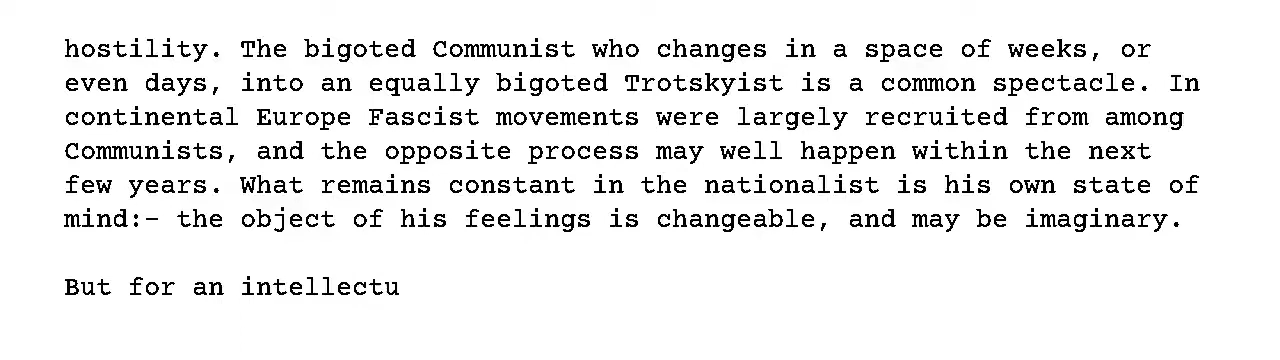 hostility. The bigoted Communist who changes in a space of weeks, or
even days, into an equally bigoted Trotskyist is a common spectacle. In
continental Europe Fascist movements were largely recruited from among
Communists, and the opposite process may well happen within the next
few years. What remains constant in the nationalist is his own state of
mind:- the object of his feelings is changeable, and may be imaginary.
But for an intellectu